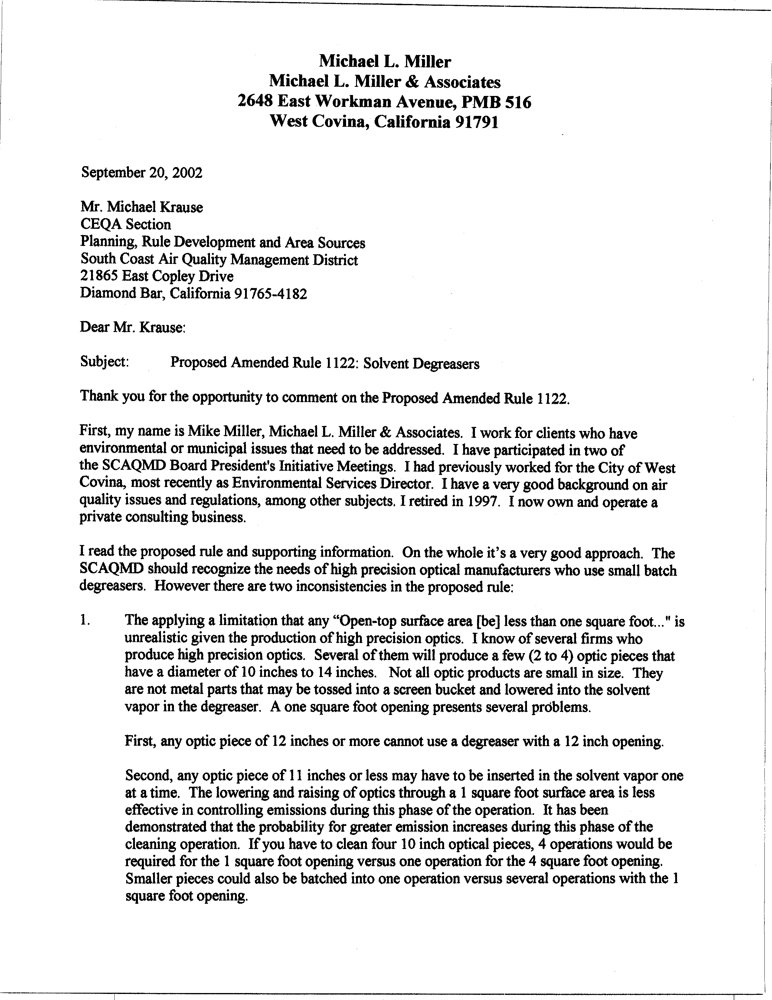 Michael L. Miller
Michael L. Miller & Associates
2648 East Workman Avenue, PMB 516
West Covina, California 91791
September 20, 2002
Mr. Michael Krause
CEQA Section
Planning, Rule Development and Area Sources
South Coast Air Quality Management District
21865 East Copley Drive
Diamond Bar, California 91765-4182
Dear Mr. Krause:
Subject: Proposed Amended Rule 1122: Solvent Degreasers
Thank you for the opportunity to comment on the Proposed Amended Rule 1122.
First, my name is Mike Miller, Michael L. Miller & Associates. I work for clients who have
environmental or municipal issues that need to be addressed. I have participated in two of
the SCAQMD Board President's Initiative Meetings. I had previously worked for the City of West
Covina, most recently as Environmental Services Director. I have a very good background on air
quality issues and regulations, among other subjects. I retired in 1997. I now own and operate a
private consulting business.
I read the proposed rule and supporting information. On the whole it's a very good approach. The
SCAQMD should recognize the needs of high precision optical manufacturers who use small batch
degreasers. However there are two inconsistencies in the proposed rule:
1. The applying a limitation that any “Open-top surface area [be] less than one square foot..." is
unrealistic given the production of high precision optics. I know of several firms who
produce high precision optics. Several of them will produce a few (2 to 4) optic pieces that
have a diameter of 10 inches to 14 inches. Not all optic products are small in size. They
are not metal parts that may be tossed into a screen bucket and lowered into the solvent
vapor in the degreaser. A one square foot opening presents several problems.
First, any optic piece of 12 inches or more cannot use a degreaser with a 12 inch opening.
Second, any optic piece of 11 inches or less may have to be inserted in the solvent vapor one
at a time. The lowering and raising of optics through a 1 square foot surface area is less
effective in controlling emissions during this phase of the operation. It has been
demonstrated that the probability for greater emission increases during this phase of the
cleaning operation. If you have to clean four 10 inch optical pieces, 4 operations would be
required for the 1 square foot opening versus one operation for the 4 square foot opening.
Smaller pieces could also be batched into one operation versus several operations with the 1
square foot opening.